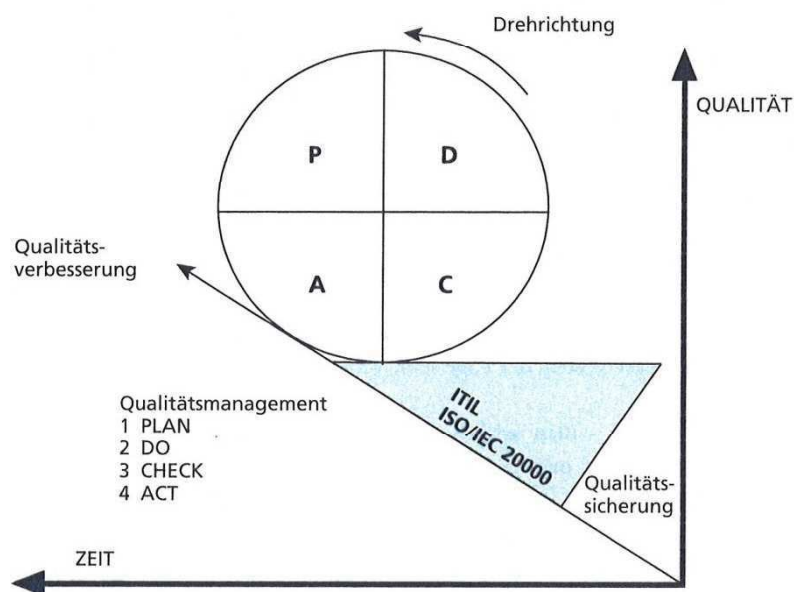 Drehrichtung
QUALITÄT
P
D
Qualitäts-
verbesserung
A
C
ITIL
ISO/IEC 20000
Qualitätsmanagement
1 PLAN
2 DO
3 CHECK
4 ACT
Qualitäts-
sicherung
ZEIT